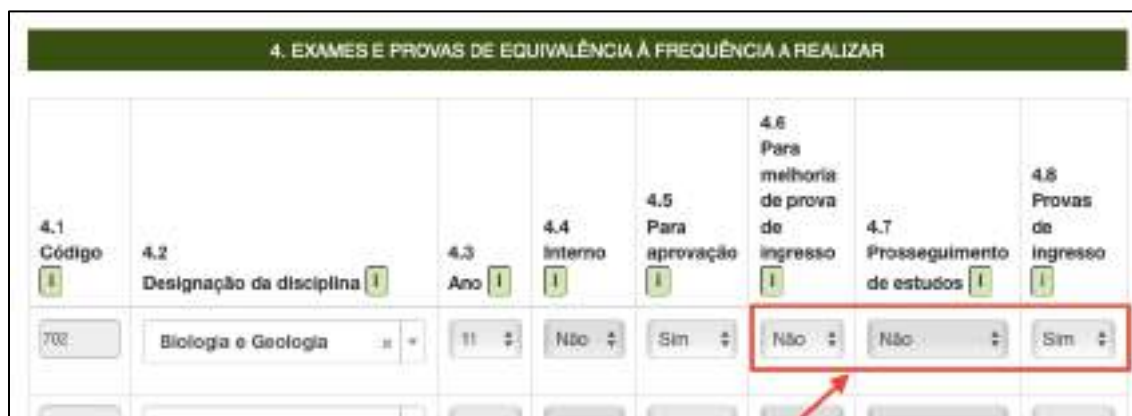 4. EXAMES E PROVAS DE EQUIVALÊNCIA À FREQUÊNCIA A REALIZAR
4.1
Código
4.2
Designação da disciplina
4.3
Ano
4.4
Interno
4.5
Para
aprovação
4.6
Para
melhoria
de prova
de
ingresso
4.7
Prosseguimento
de estudos
4.8
Provas
de
ingresso
702
Biologia e Geologia
11
Não
Sim
Não
Não
Sim